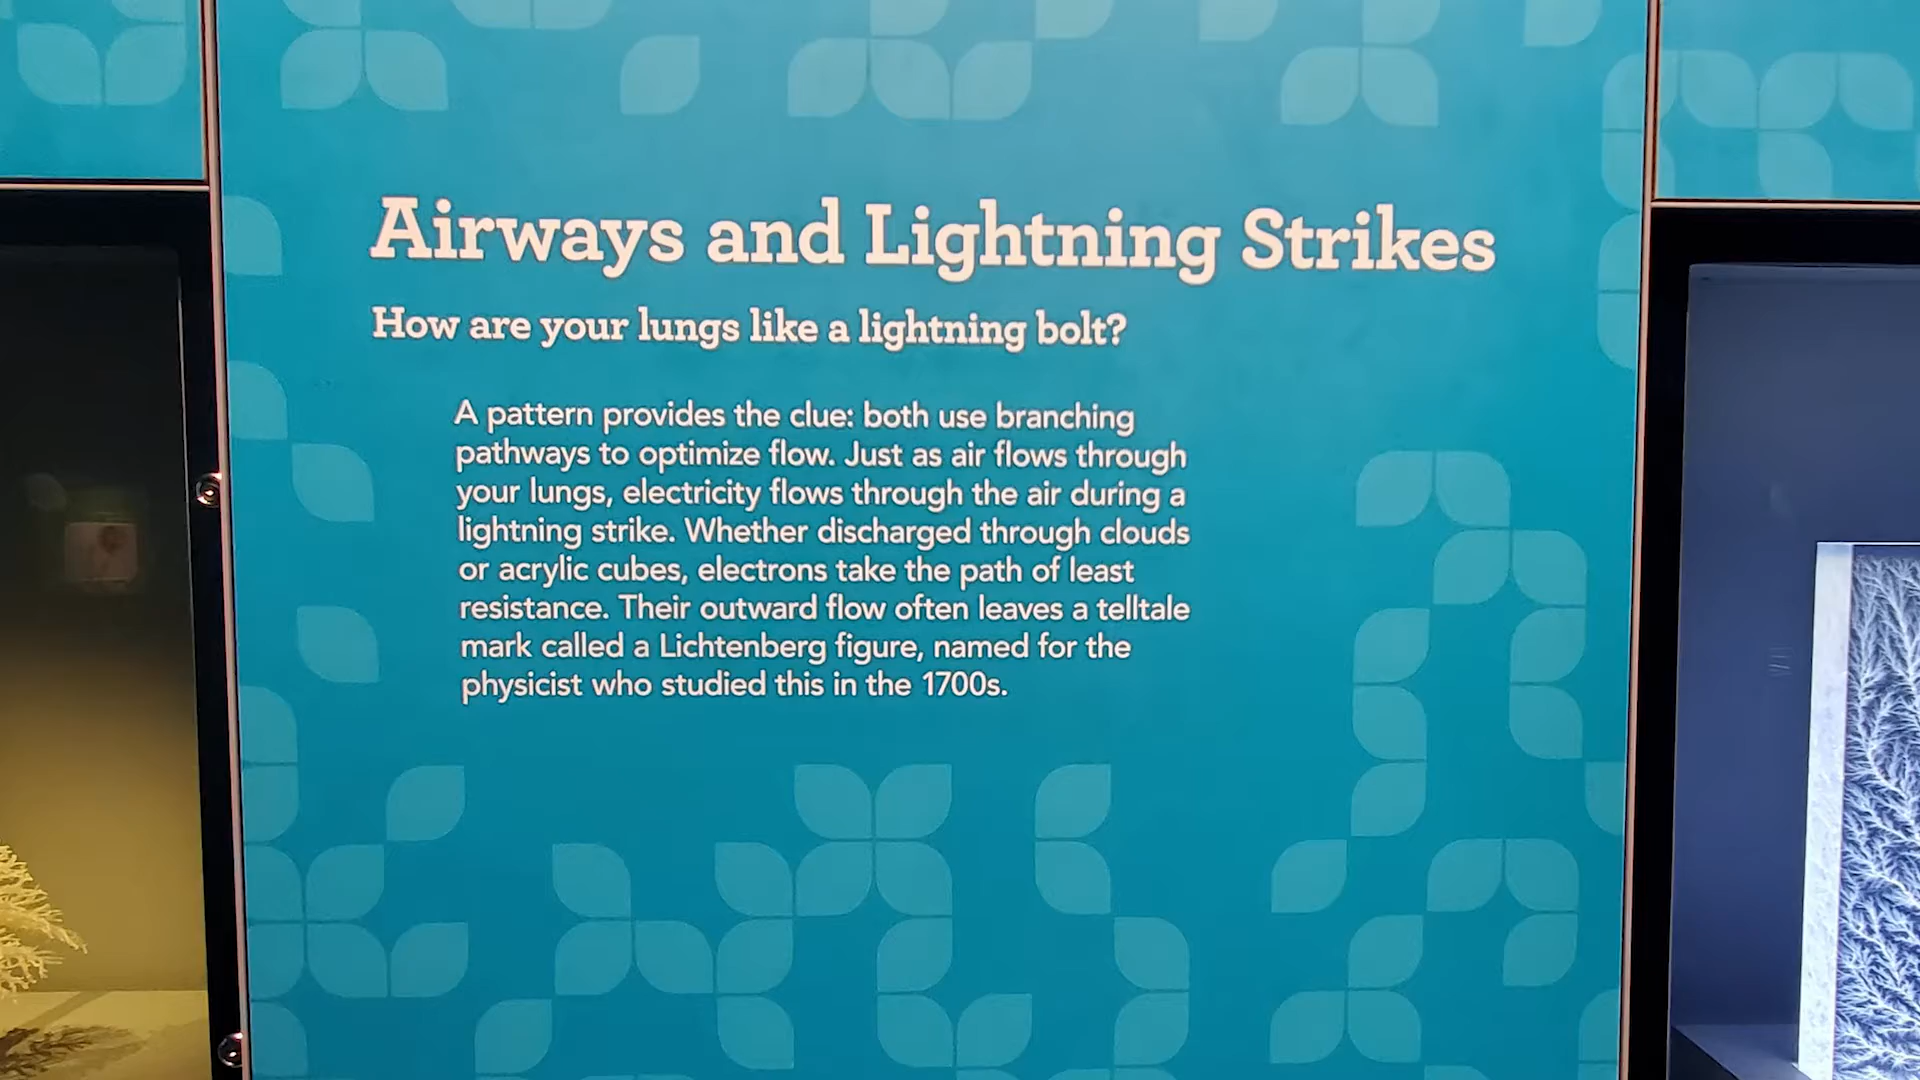 Airways and Lightning Strikes
How are your lungs like a lightning bolt?
A pattern provides the clue: both use branching
pathways to optimize flow. Just as air flows through
your lungs, electricity flows through the air during a
lightning strike. Whether discharged through clouds
or acrylic cubes, electrons take the path of least
resistance. Their outward flow often leaves a telltale
mark called a Lichtenberg figure, named for the
physicist who studied this in the 1700s.